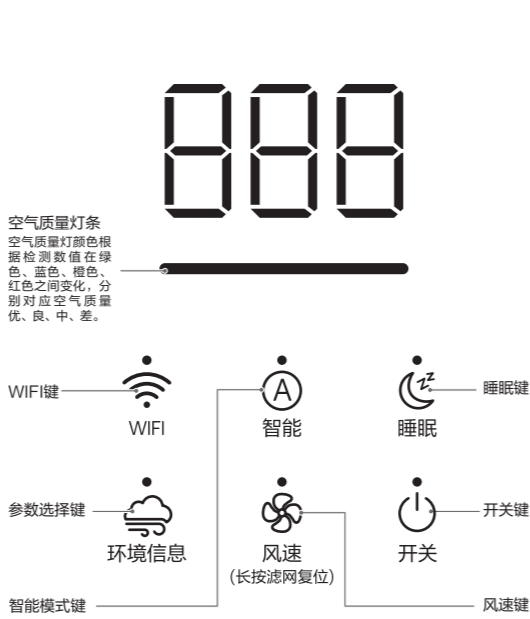 888
空气质量灯条
空气质量灯颜色根
据检测数值在绿
色、蓝色、橙色、
红色之间变化，分
别对应空气质量
优、良、中、差。
WIFI键
A
zz
睡眠键
WIFI
智能
睡眠
参数选择键
开关键
环境信息
风速
开关
(长按滤网复位)
智能模式键
风速键